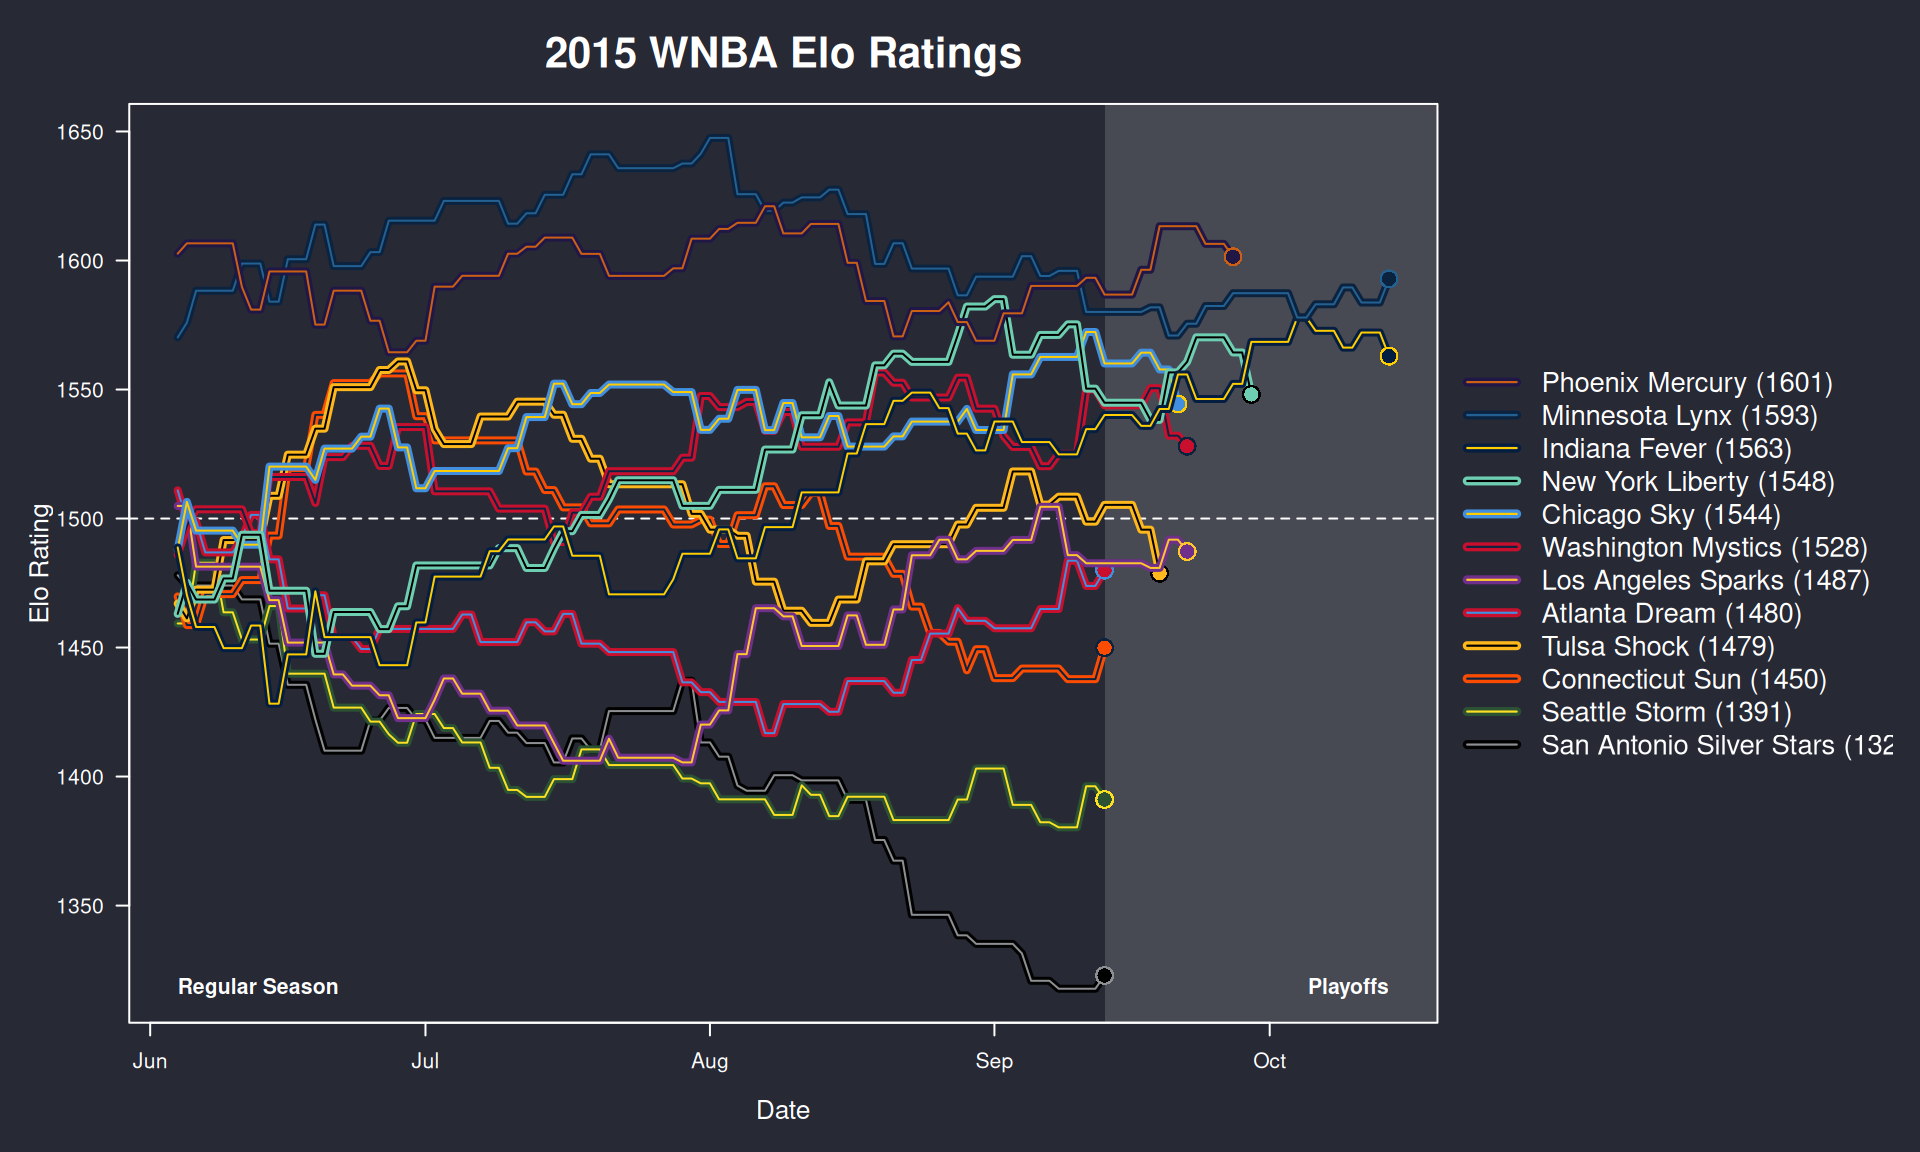 2015 WNBA Elo Ratings
1650
1600
1550
1500
1450
1400
1350
Elo Rating
Regular Season
Playoffs
Jun
Jul
Aug
Sep
Oct
Date
Phoenix Mercury (1601)
Minnesota Lynx (1593)
Indiana Fever (1563)
New York Liberty (1548)
Chicago Sky (1544)
Washington Mystics (1528)
Los Angeles Sparks (1487)
Atlanta Dream (1480)
Tulsa Shock (1479)
Connecticut Sun (1450)
Seattle Storm (1391)
San Antonio Silver Stars (132